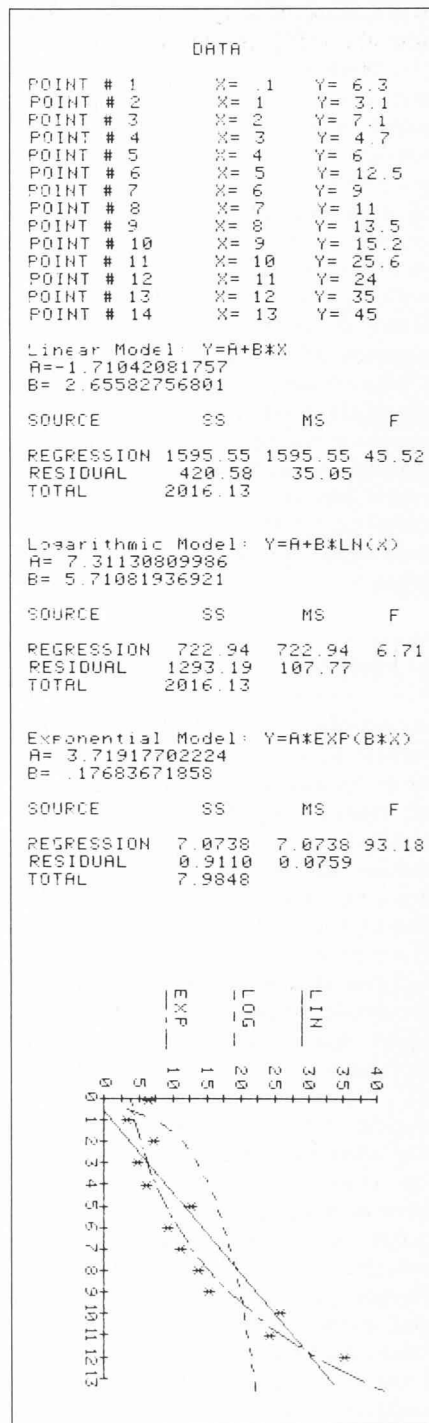 DATA
POINT # 1 X= .1 Y= 6.3
POINT # 2 X= 1 Y= 3.1
POINT # 3 X= 2 Y= 7.1
POINT # 4 X= 3 Y= 4.7
POINT # 5 X= 4 Y= 6
POINT # 6 X= 5 Y= 12.5
POINT # 7 X= 6 Y= 9
POINT # 8 X= 7 Y= 11
POINT # 9 X= 8 Y= 13.5
POINT # 10 X= 9 Y= 15.2
POINT # 11 X= 10 Y= 25.6
POINT # 12 X= 11 Y= 24
POINT # 13 X= 12 Y= 35
POINT # 14 X= 13 Y= 45
Linear Model: Y=A+B*X
A=-1.71042081757
B= 2.65582756801
SOURCE SS MS F
REGRESSION 1595.55 1595.55 45.52
RESIDUAL 420.58 35.05
TOTAL 2016.13
Logarithmic Model: Y=A+B*LN(X)
A= 7.31130809986
B= 5.71081936921
SOURCE SS MS F
REGRESSION 722.94 722.94 6.71
RESIDUAL 1293.19 107.77
TOTAL 2016.13
Exponential Model: Y=A*EXP(B*X)
A= 3.71917702224
B= .17683671858
SOURCE SS MS F
REGRESSION 7.0738 7.0738 93.18
RESIDUAL 0.9110 0.0759
TOTAL 7.9848
LIN
LOG
EXP
40
35
30
25
20
15
10
5
0
0 1 2 3 4 5 6 7 8 9 10 11 12 13